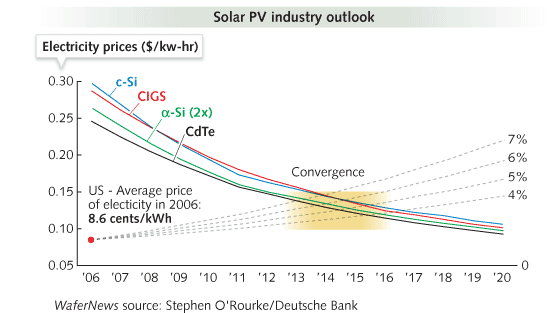 Solar PV industry outlook
Electricity prices ($/kw-hr)
0.30
0.25
0.20
0.15
0.10
0.05
c-Si
CIGS
α-Si (2x)
CdTe
Convergence
7%
6%
5%
4%
0
US - Average price
of electicity in 2006:
8.6 cents/kWh
'06 '07 '08 '09 '10 '11 '12 '13 '14 '15 '16 '17 '18 '19 '20
WaferNews source: Stephen O'Rourke/Deutsche Bank